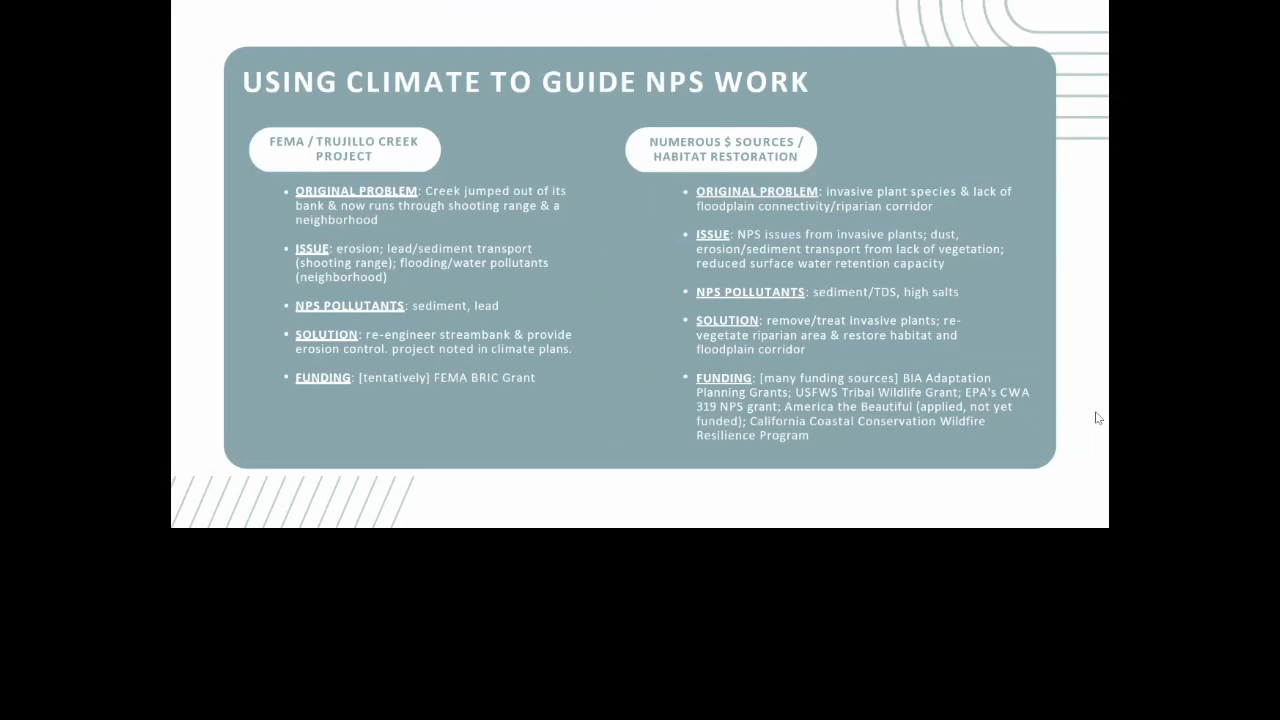 USING CLIMATE TO GUIDE NPS WORK
FEMA / TRUJILLO CREEK
PROJECT
• ORIGINAL PROBLEM: Creek jumped out of its
bank & now runs through shooting range & a
neighborhood
• ISSUE: erosion; lead/sediment transport
(shooting range); flooding/water pollutants
(neighborhood)
• NPS POLLUTANTS: sediment, lead
• SOLUTION: re-engineer streambank & provide
erosion control. project noted in climate plans.
• FUNDING: [tentatively] FEMA BRIC Grant
NUMEROUS $ SOURCES /
HABITAT RESTORATION
• ORIGINAL PROBLEM: invasive plant species & lack of
floodplain connectivity/riparian corridor
• ISSUE: NPS issues from invasive plants; dust,
erosion/sediment transport from lack of vegetation;
reduced surface water retention capacity
• NPS POLLUTANTS: sediment/TDS, high salts
• SOLUTION: remove/treat invasive plants; re-
vegetate riparian area & restore habitat and
floodplain corridor
• FUNDING: [many funding sources] BIA Adaptation
Planning Grants; USFWS Tribal Wildlife Grant; EPA's CWA
319 NPS grant; America the Beautiful (applied, not yet
funded); California Coastal Conservation Wildfire
Resilience Program